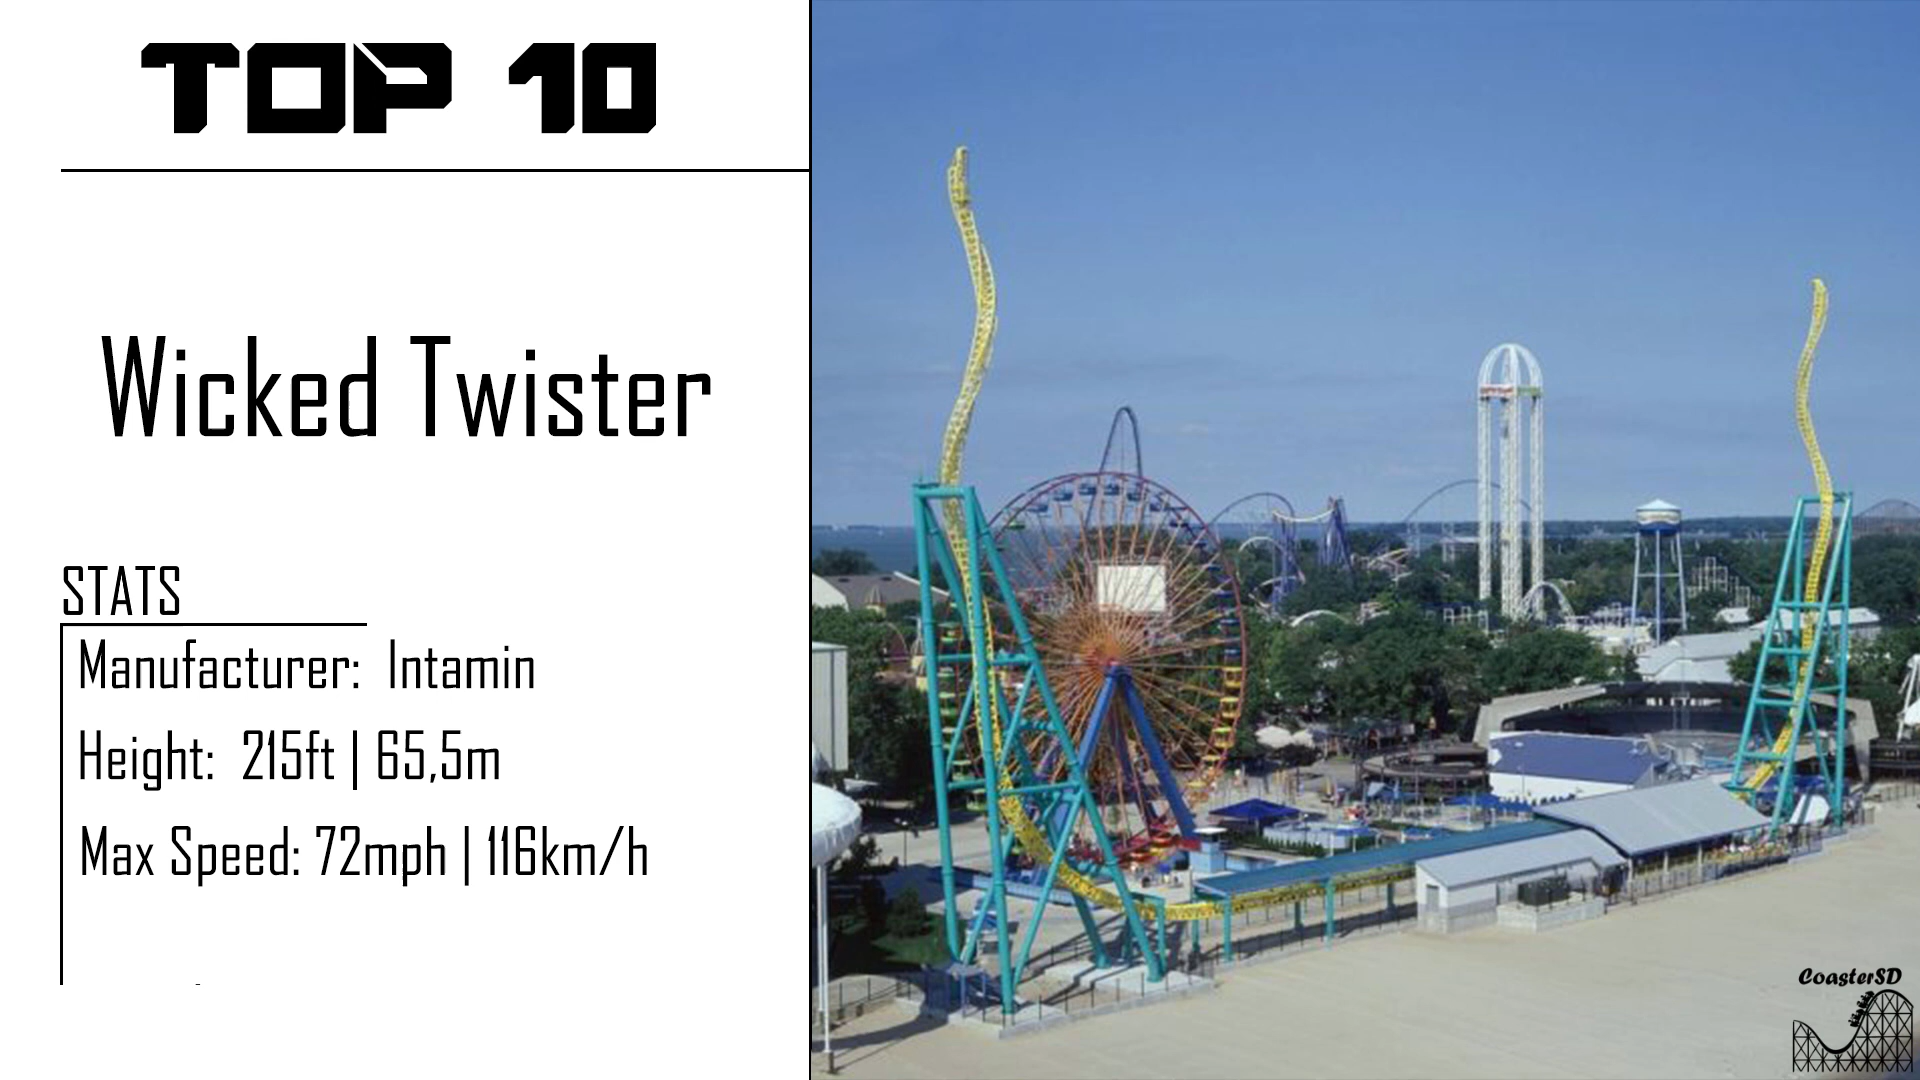 TOP 10
Wicked Twister
STATS
Manufacturer: Intamin
Height: 215ft | 65,5m
Max Speed: 72mph | 116km/h
CoasterSD